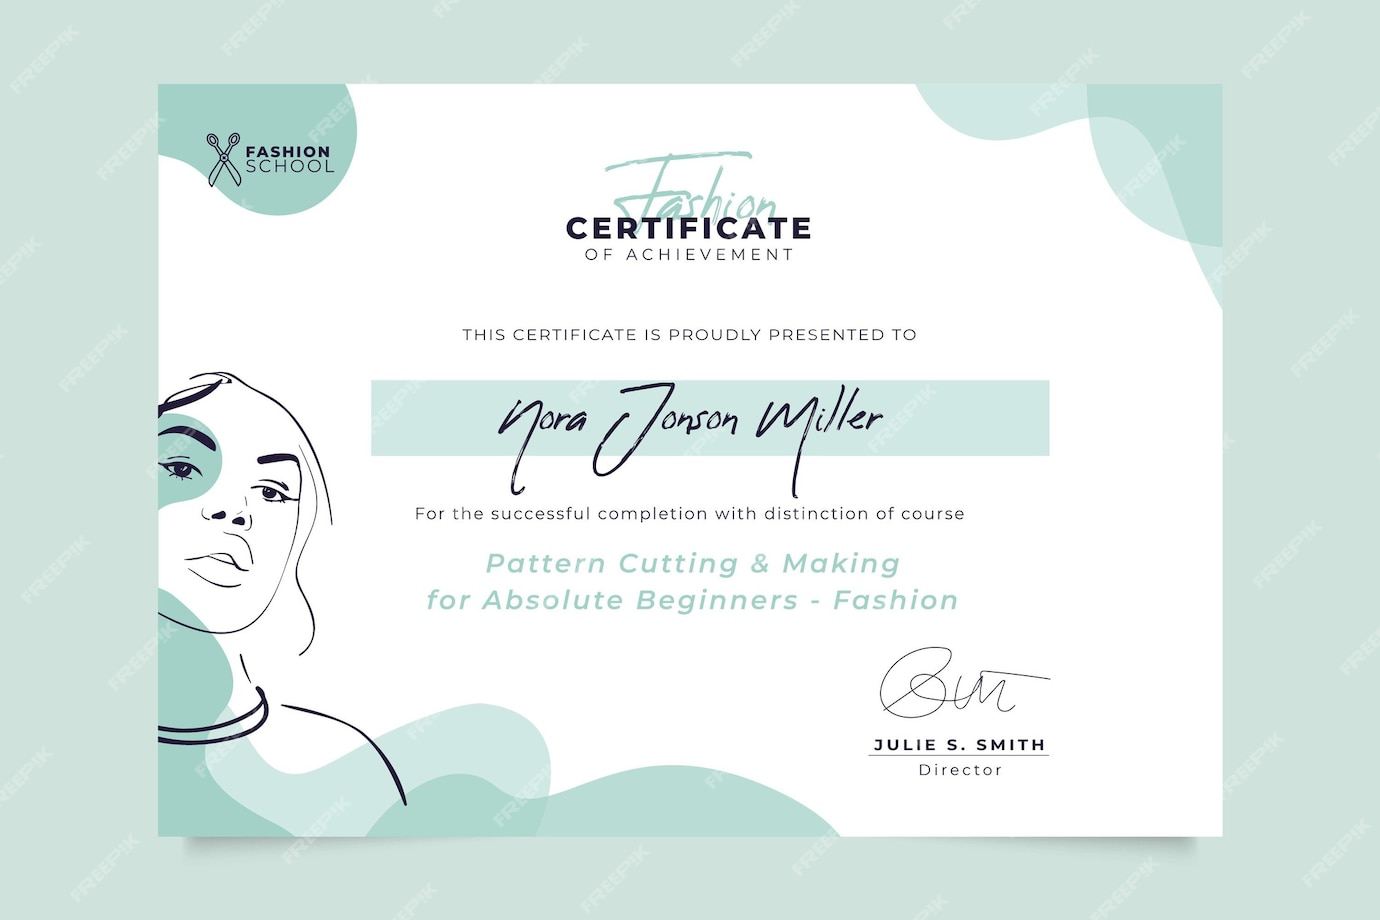 FASHION
SCHOOL
Fashion
CERTIFICATE
OF ACHIEVEMENT
THIS CERTIFICATE IS PROUDLY PRESENTED TO
Nora Jonson Miller
For the successful completion with distinction of course
Pattern Cutting & Making
for Absolute Beginners - Fashion
JULIE S. SMITH
Director
FREEPIK